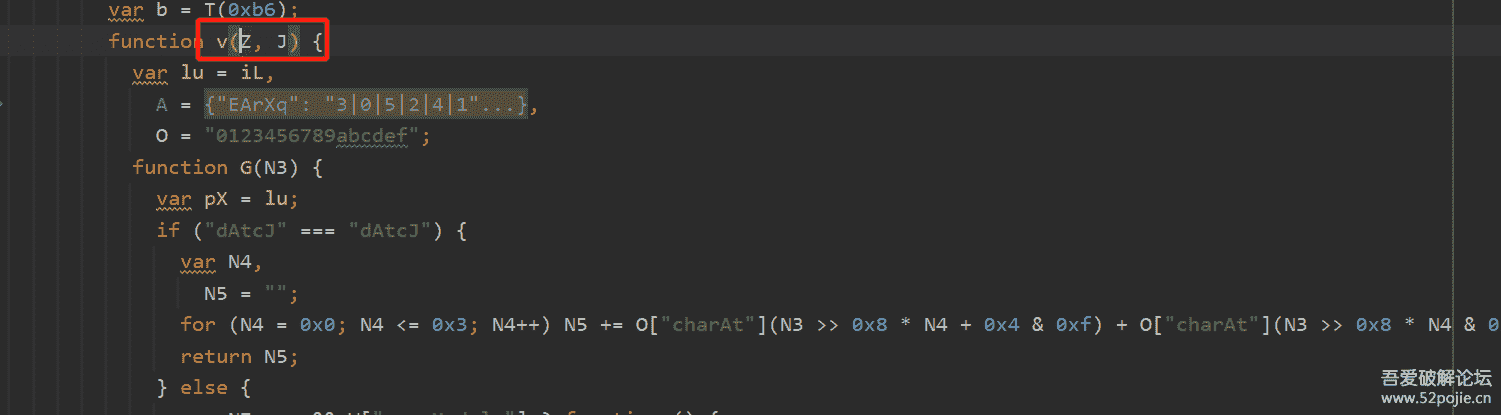 var b = T(0xb6);
function v(Z, J) {
var lu = iL,
A = {"EArXq": "3|0|5|2|4|1"...},
O = "0123456789abcdef";
function G(N3) {
var pX = lu;
if ("dAtcJ" === "dAtcJ") {
var N4,
N5 = "";
for (N4 = 0x0; N4 <= 0x3; N4++) N5 += O["charAt"](N3 >> 0x8 * N4 + 0x4 & 0xf) + O["charAt"](N3 >> 0x8 * N4 & 0
return N5;
} else {
吾爱破解论坛
www.52pojie.cn